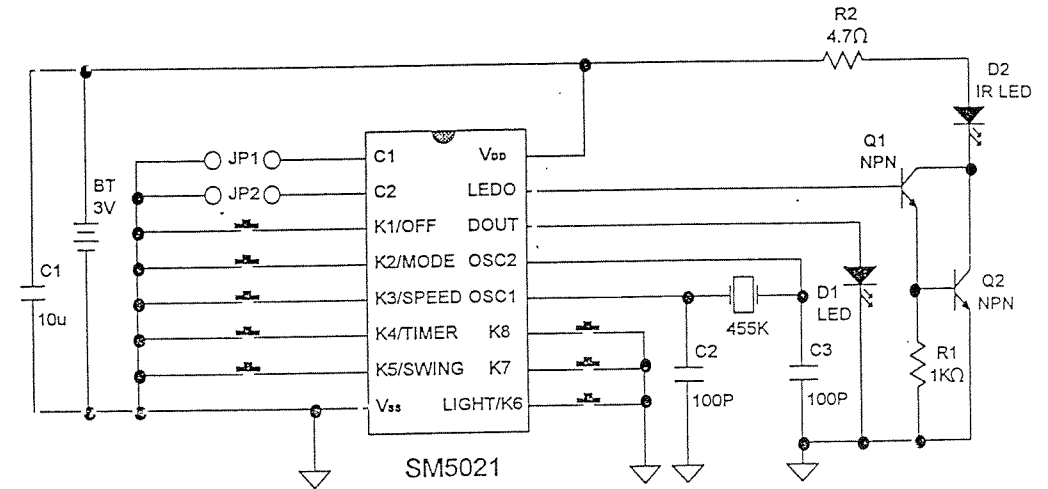 R2
4.7Ω
D2
IR LED
Q1
NPN
JP1
C1
VDD
BT
3V
JP2
C2
LEDO
K1/OFF
DOUT
C1
10u
K2/MODE
OSC2
Q2
NPN
D1
LED
K3/SPEED
OSC1
455K
K4/TIMER
K8
C2
100P
C3
100P
R1
1KΩ
K5/SWING
K7
VSS
LIGHT/K6
SM5021